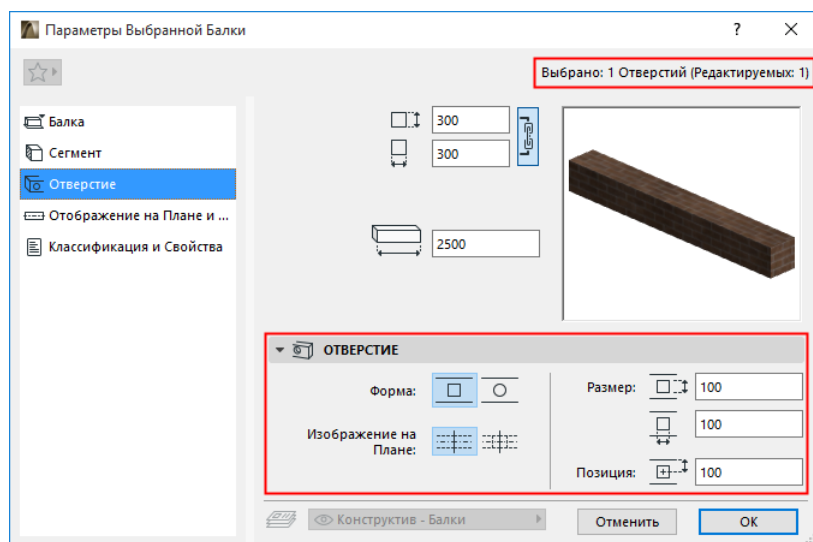 Параметры Выбранной Балки
?
Выбрано: 1 Отверстий (Редактируемых: 1)
Балка
Сегмент
Отверстие
Отображение на Плане и ...
Классификация и Свойства
300
300
2500
ОТВЕРСТИЕ
Форма:
Изображение на
Плане:
Размер:
100
100
Позиция:
100
Конструктив - Балки
Отменить
ОК